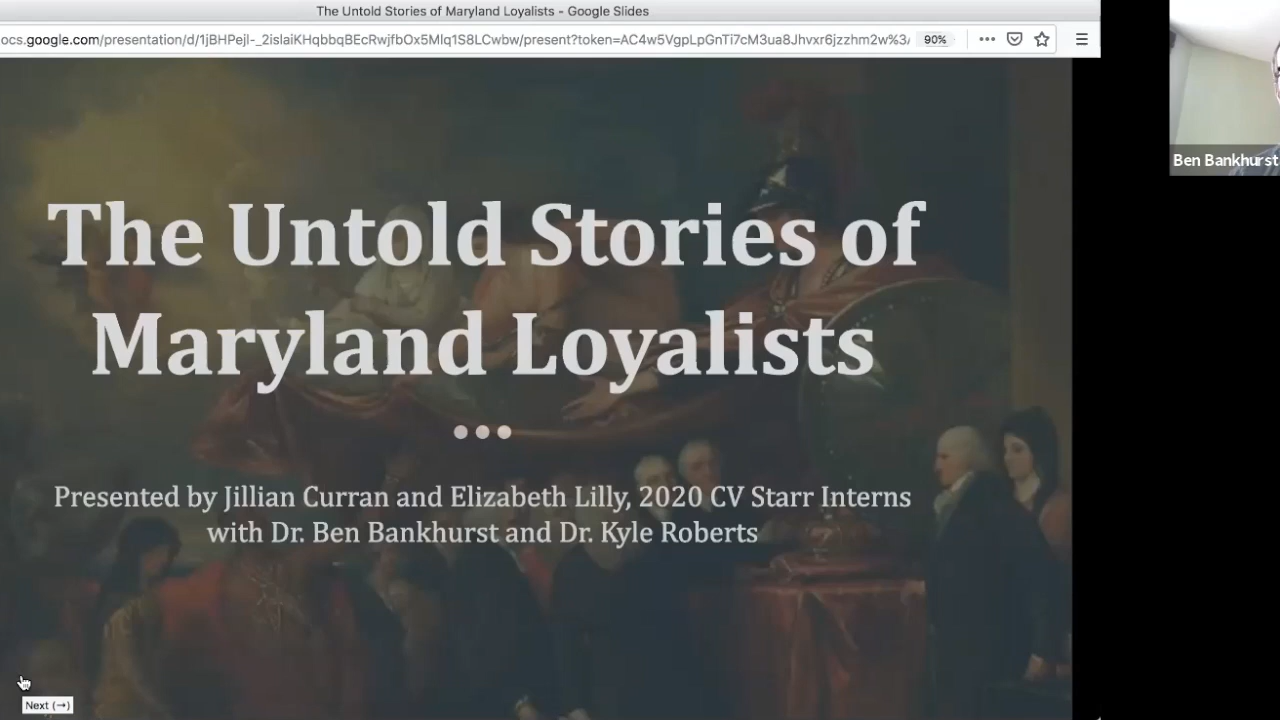 The Untold Stories of Maryland Loyalists - Google Slides
ocs.google.com/presentation/d/1jBHPejl-_2islaiKHqbbqBEcRwjfbOx5Mlq1S8LCwbw/present?token=AC4w5VgpLpGnTi7cM3ua8Jhvxr6jzzhm2w%3A
90%
Ben Bankhurst
The Untold Stories of
Maryland Loyalists
Presented by Jillian Curran and Elizabeth Lilly, 2020 CV Starr Interns
with Dr. Ben Bankhurst and Dr. Kyle Roberts
Next (→)